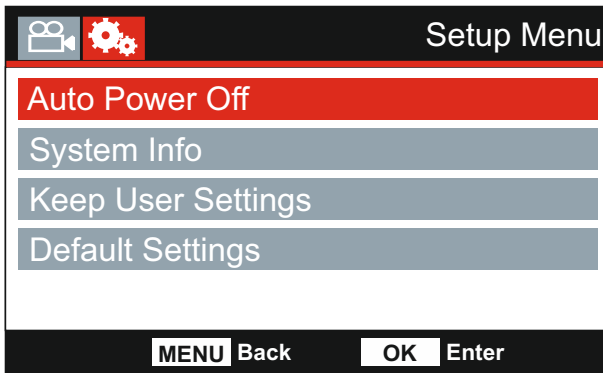 Setup Menu
Auto Power Off
System Info
Keep User Settings
Default Settings
MENU Back OK Enter